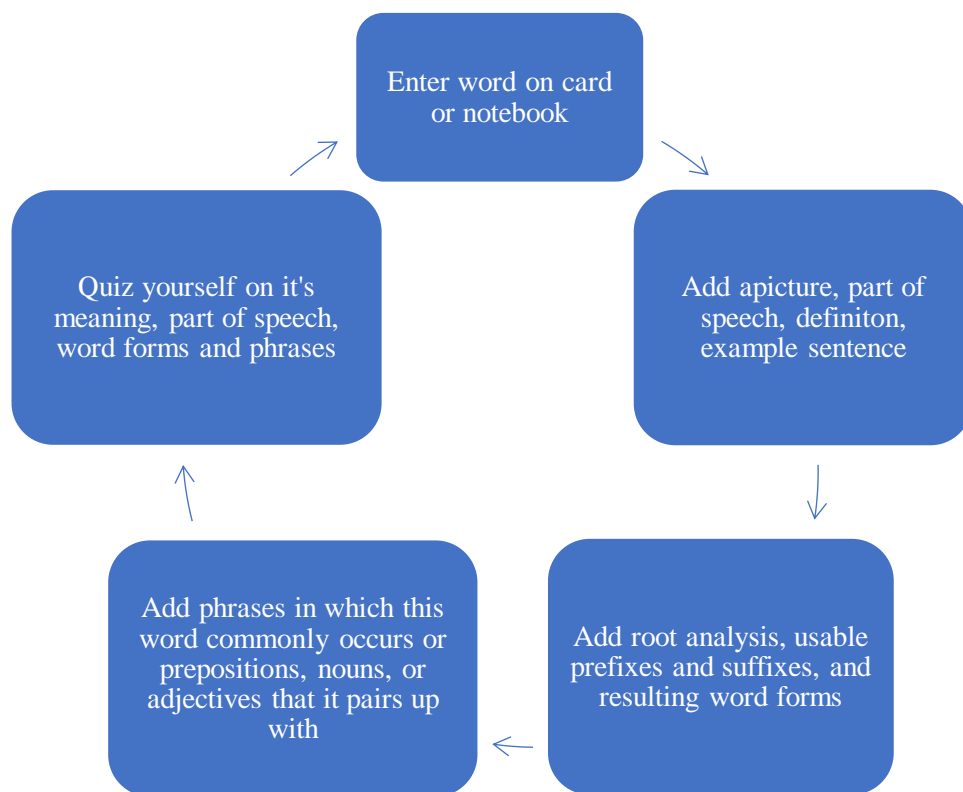 Enter word on card
or notebook
Add apicture, part of
speech, definiton,
example sentence
Add root analysis, usable
prefixes and suffixes, and
resulting word forms
Add phrases in which this
word commonly occurs or
prepositions, nouns, or
adjectives that it pairs up
with
Quiz yourself on it's
meaning, part of speech,
word forms and phrases